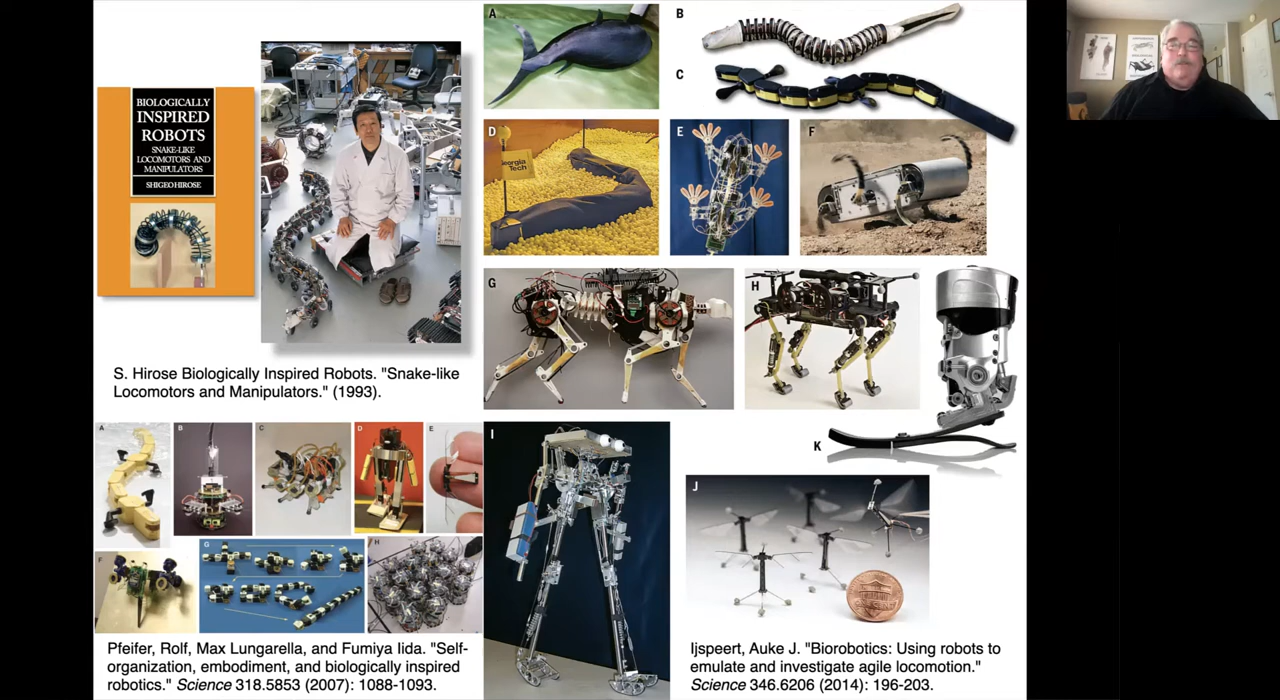 BIOLOGICALLY
INSPIRED
ROBOTS
SNAKE-LIKE
LOCOMOTORS AND
MANIPULATORS
SHIGEO HIROSE
S. Hirose Biologically Inspired Robots. "Snake-like
Locomotors and Manipulators." (1993).
A
B
C
D
E
F
G
H
Pfeifer, Rolf, Max Lungarella, and Fumiya Iida. "Self-
organization, embodiment, and biologically inspired
robotics." Science 318.5853 (2007): 1088-1093.
A
B
C
D
Georgia
Tech
E
F
G
H
K
I
J
Ijspeert, Auke J. "Biorobotics: Using robots to
emulate and investigate agile locomotion."
Science 346.6206 (2014): 196-203.